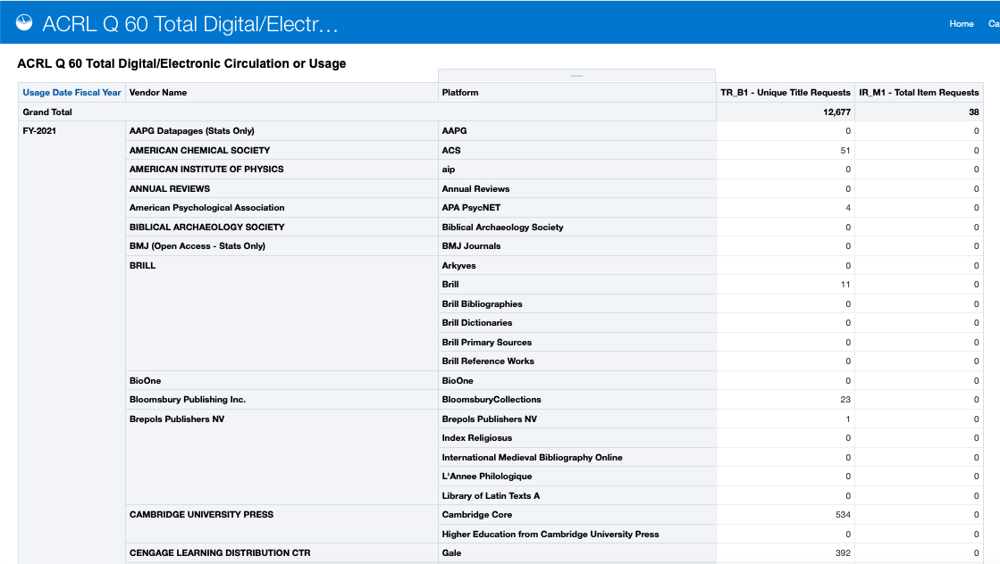 ACRL Q 60 Total Digital/Electr...
Home Ca
ACRL Q 60 Total Digital/Electronic Circulation or Usage
Usage Date Fiscal Year Vendor Name Platform TR_B1 - Unique Title Requests IR_M1 - Total Item Requests
Grand Total 12,677 38
FY-2021 AAPG Datapages (Stats Only) AAPG 0 0
AMERICAN CHEMICAL SOCIETY ACS 51 0
AMERICAN INSTITUTE OF PHYSICS aip 0 0
ANNUAL REVIEWS Annual Reviews 0 0
American Psychological Association APA PsycNET 4 0
BIBLICAL ARCHAEOLOGY SOCIETY Biblical Archaeology Society 0 0
BMJ (Open Access - Stats Only) BMJ Journals 0 0
BRILL Arkyves 0 0
Brill 11 0
Brill Bibliographies 0 0
Brill Dictionaries 0 0
Brill Primary Sources 0 0
Brill Reference Works 0 0
BioOne BioOne 0 0
Bloomsbury Publishing Inc. BloomsburyCollections 23 0
Brepols Publishers NV Brepols Publishers NV 1 0
Index Religiosus 0 0
International Medieval Bibliography Online 0 0
L'Annee Philologique 0 0
Library of Latin Texts A 0 0
CAMBRIDGE UNIVERSITY PRESS Cambridge Core 534 0
Higher Education from Cambridge University Press 0 0
CENGAGE LEARNING DISTRIBUTION CTR Gale 392 0